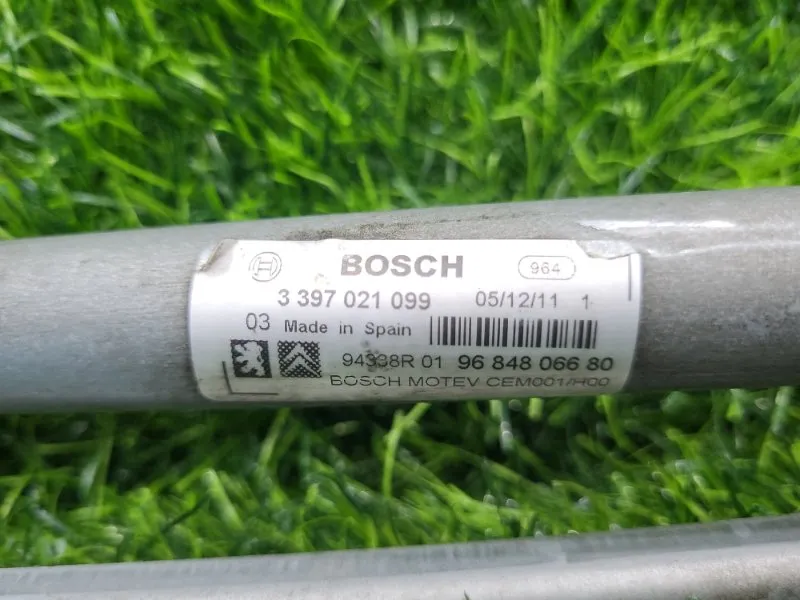 BOSCH 964
3 397 021 099 05/12/11 1
03 Made in Spain
94338R 01 96 848 066 80
BOSCH MOTEV CEM001/H00